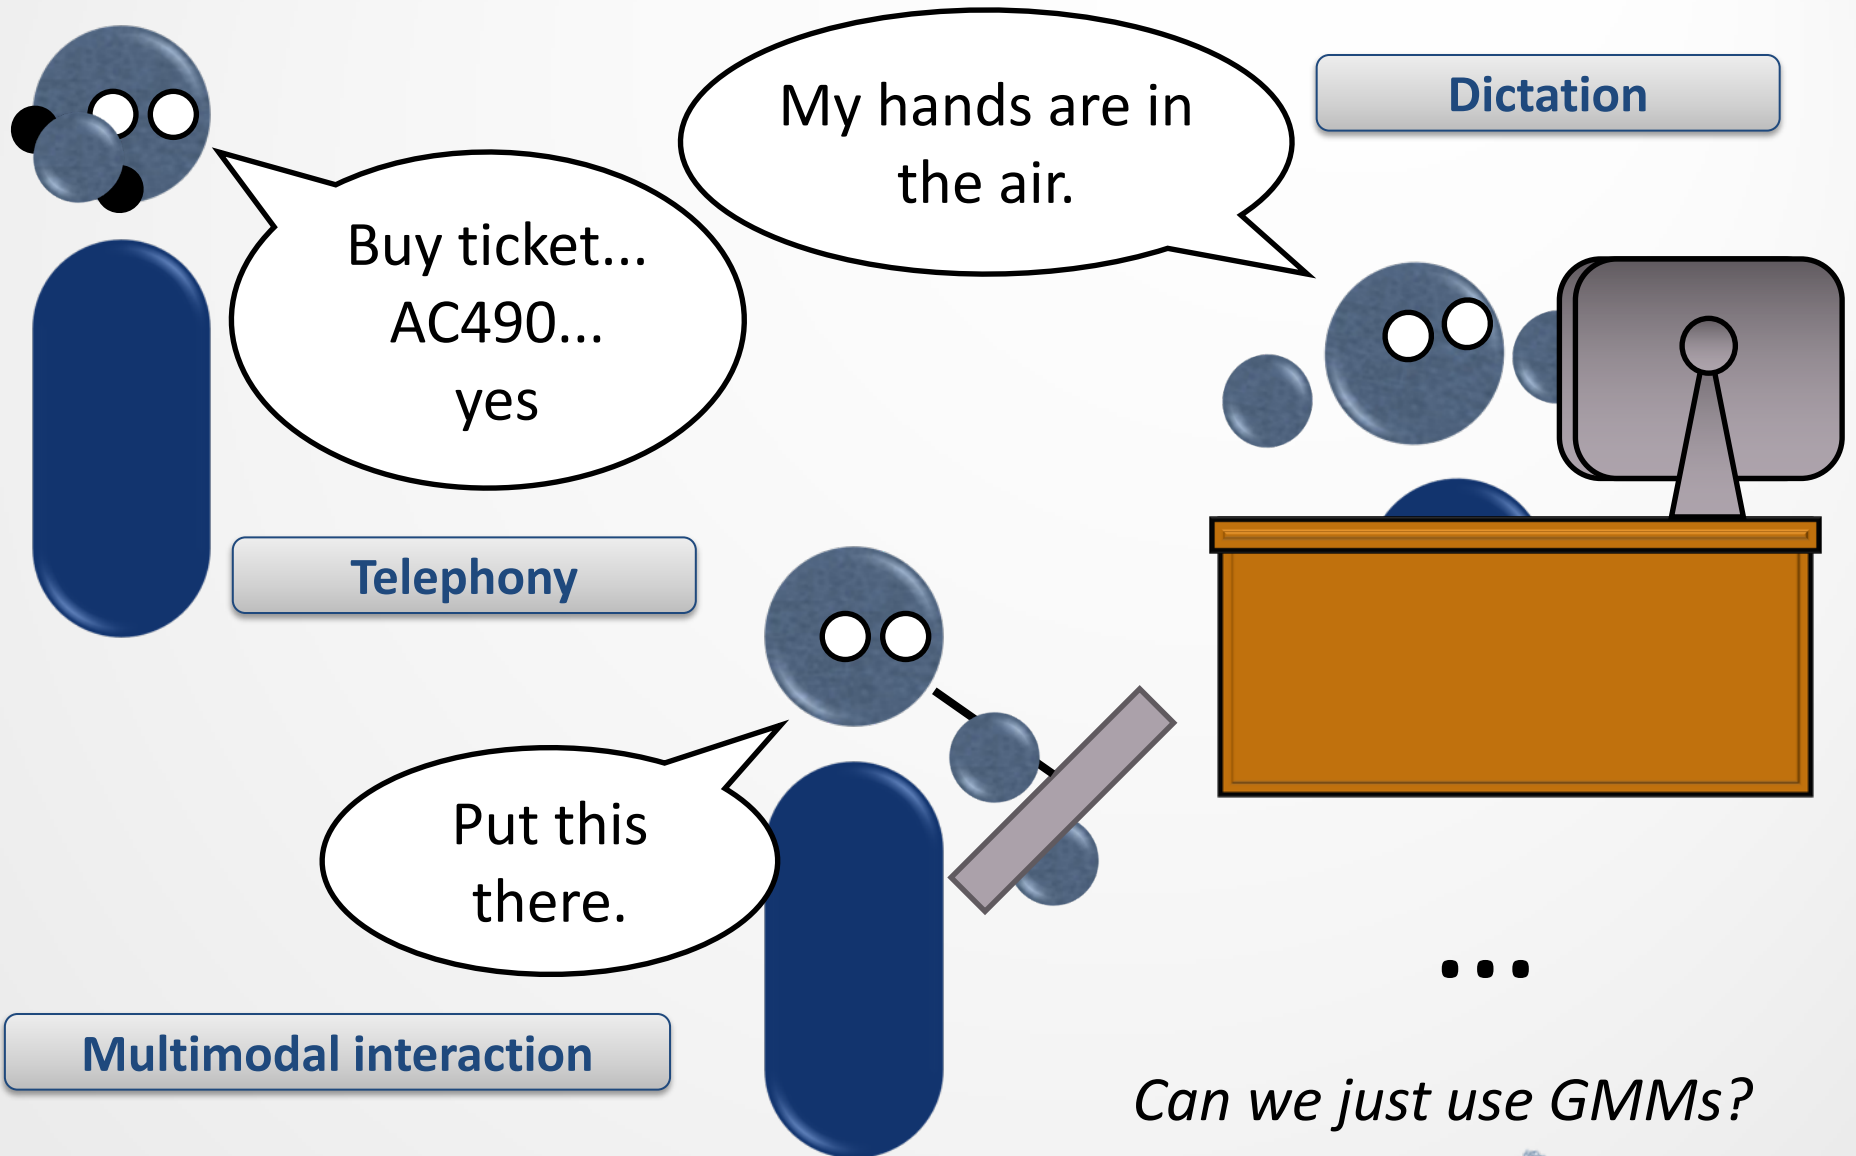 My hands are in
the air.
Dictation
Buy ticket...
AC490...
yes
Telephony
Put this
there.
...
Multimodal interaction
Can we just use GMMs?